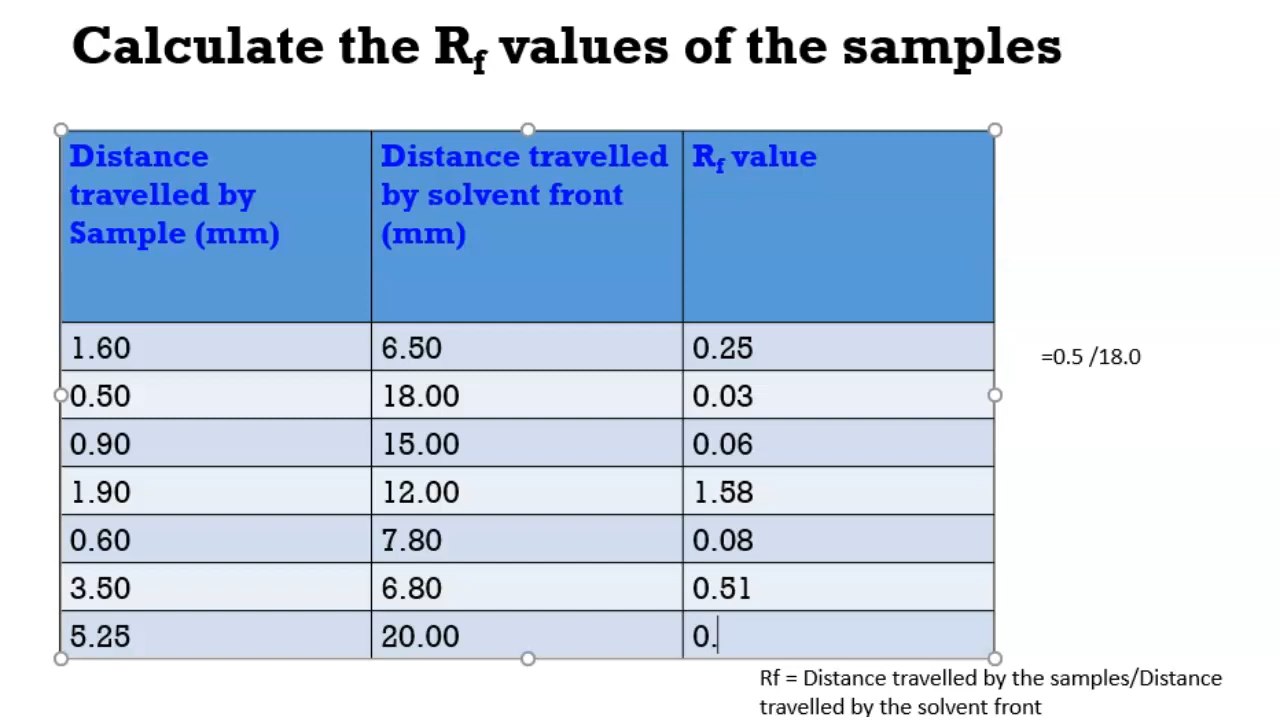 Calculate the Rf values of the samples
Distance travelled by Sample (mm)
Distance travelled by solvent front (mm)
Rf value
1.60 6.50 0.25
=0.5 /18.0
0.50 18.00 0.03
0.90 15.00 0.06
1.90 12.00 1.58
0.60 7.80 0.08
3.50 6.80 0.51
5.25 20.00 0.
Rf = Distance travelled by the samples/Distance
travelled by the solvent front